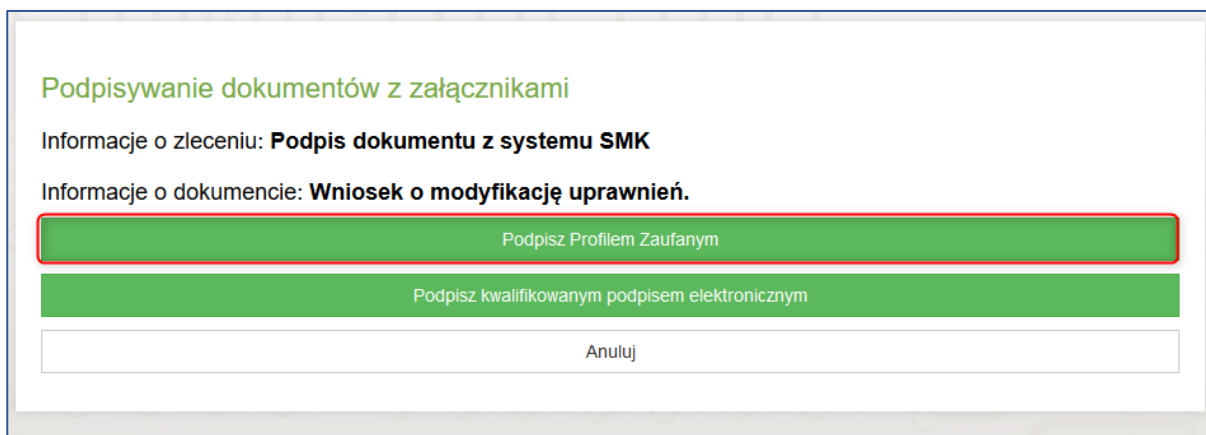 Podpisywanie dokumentów z załącznikami
Informacje o zleceniu: Podpis dokumentu z systemu SMK
Informacje o dokumencie: Wniosek o modyfikację uprawnień.
Podpisz Profilem Zaufanym
Podpisz kwalifikowanym podpisem elektronicznym
Anuluj